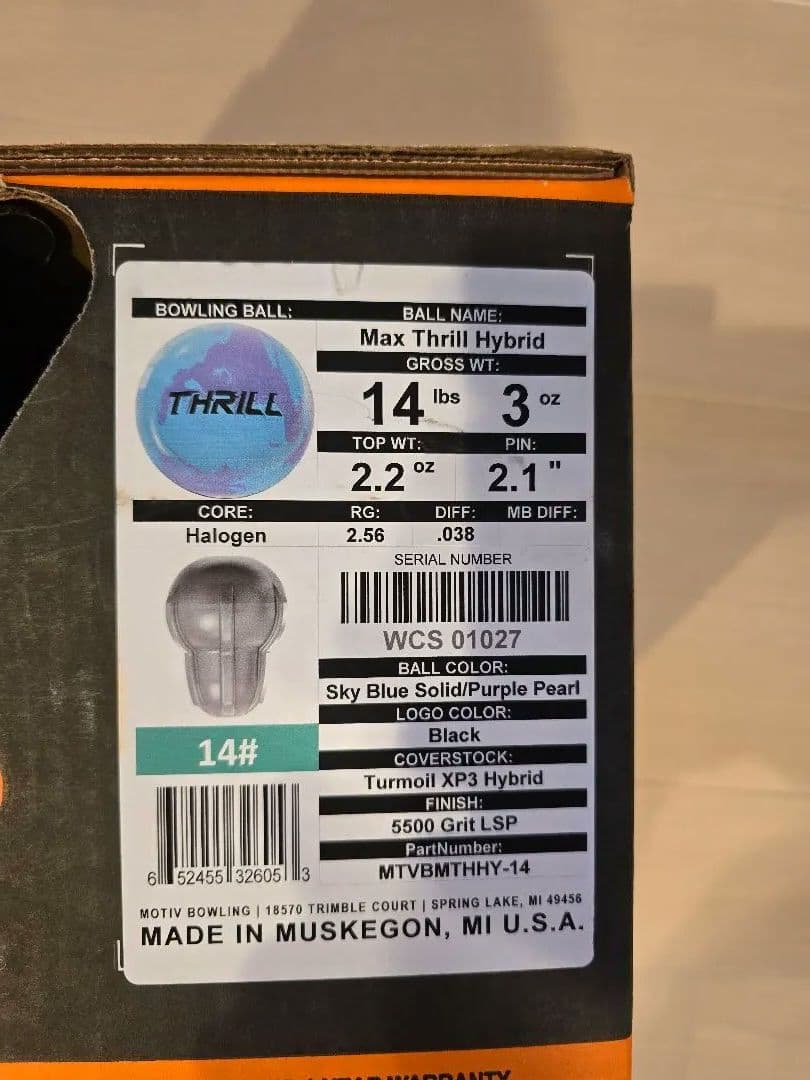 BOWLING BALL:
BALL NAME:
Max Thrill Hybrid
THRILL
GROSS WT:
14 lbs 3 oz
TOP WT: PIN:
2.2 oz 2.1 "
CORE: RG: DIFF: MB DIFF:
Halogen 2.56 .038
SERIAL NUMBER
WCS 01027
BALL COLOR:
Sky Blue Solid/Purple Pearl
LOGO COLOR:
Black
14#
COVERSTOCK:
Turmoil XP3 Hybrid
FINISH:
5500 Grit LSP
PartNumber:
MTVBMTHHY-14
6 52455 32605 3
MOTIV BOWLING | 18570 TRIMBLE COURT | SPRING LAKE, MI 49456
MADE IN MUSKEGON, MI U.S.A.
YEAR WARRANTY